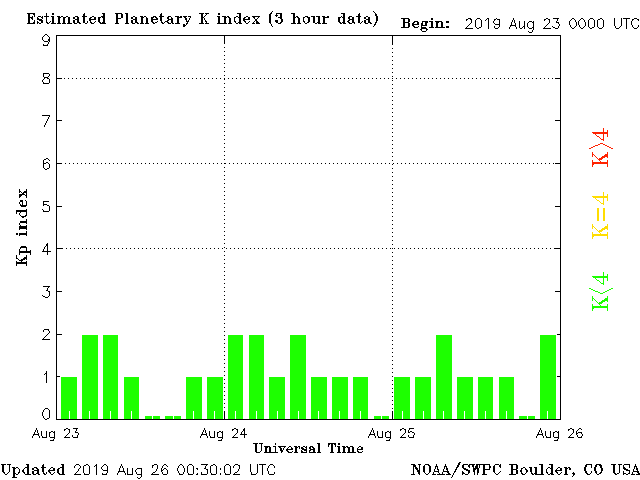 Estimated Planetary K index (3 hour data)
Begin: 2019 Aug 23 0000 UTC
9
8
7
6
5
4
3
2
1
0
Kp index
K>4
K=4
K<4
Aug 23
Aug 24
Aug 25
Aug 26
Universal Time
Updated 2019 Aug 26 00:30:02 UTC
NOAA/SWPC Boulder, CO USA